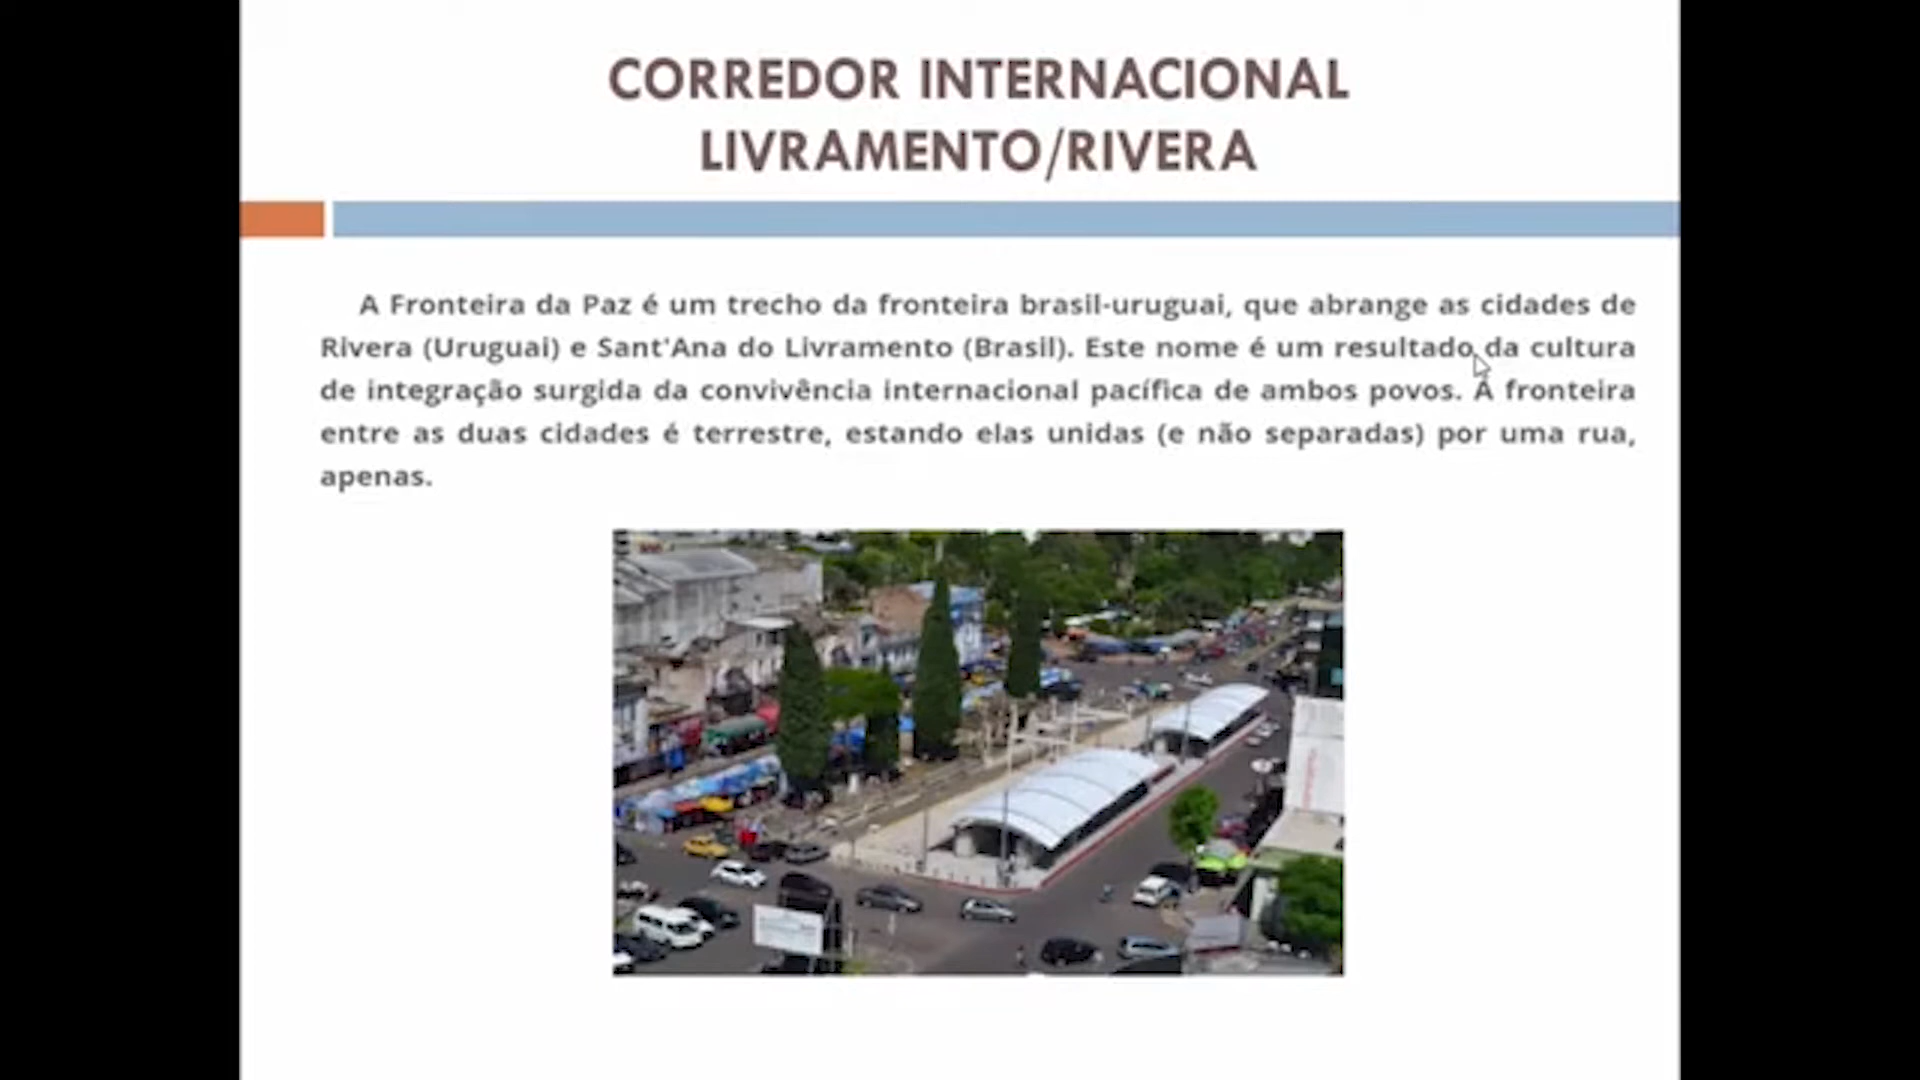 CORREDOR INTERNACIONAL
LIVRAMENTO/RIVERA
A Fronteira da Paz é um trecho da fronteira brasil-uruguai, que abrange as cidades de
Rivera (Uruguai) e Sant'Ana do Livramento (Brasil). Este nome é um resultado da cultura
de integração surgida da convivência internacional pacífica de ambos povos. A fronteira
entre as duas cidades é terrestre, estando elas unidas (e não separadas) por uma rua,
apenas.